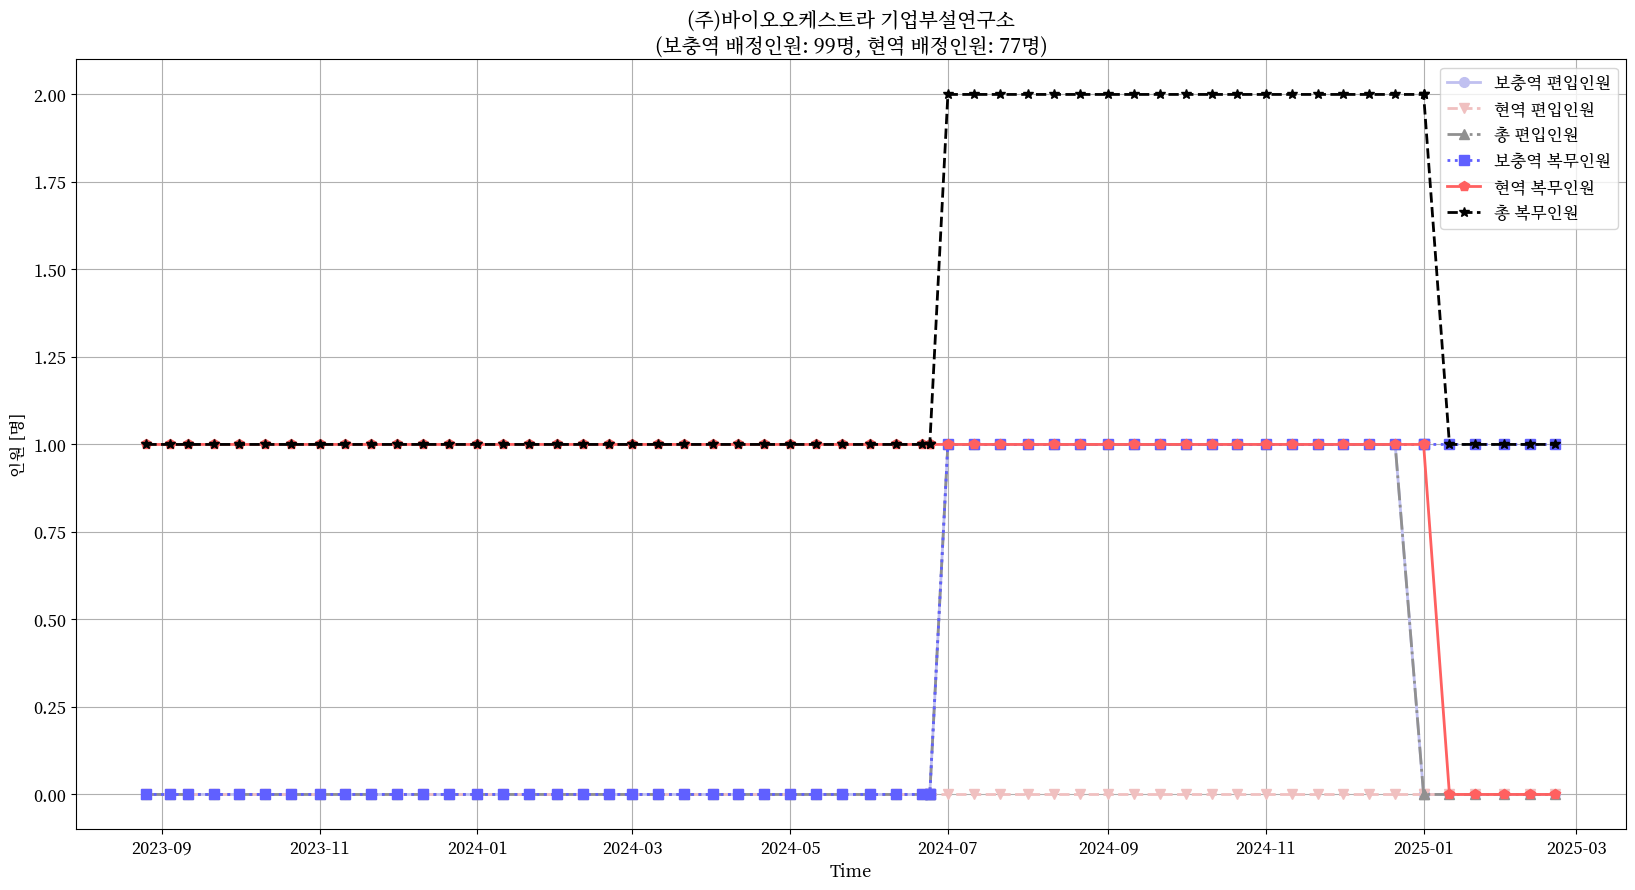 (주)바이오오케스트라 기업부설연구소
(보충역 배정인원: 99명, 현역 배정인원: 77명)
보충역 편입인원
현역 편입인원
총 편입인원
보충역 복무인원
현역 복무인원
총 복무인원
인원 [명]
2.00
1.75
1.50
1.25
1.00
0.75
0.50
0.25
0.00
2023-09
2023-11
2024-01
2024-03
2024-05
2024-07
2024-09
2024-11
2025-01
2025-03
Time